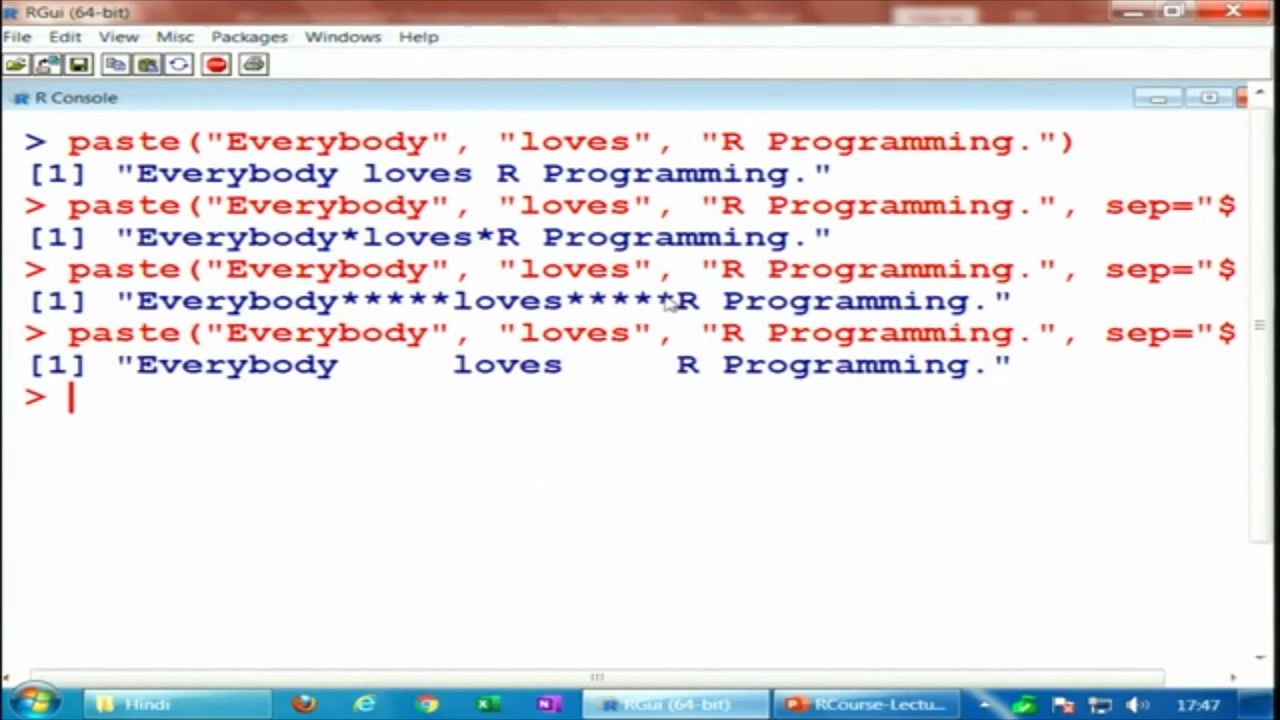 RGui (64-bit)
File Edit View Misc Packages Windows Help
R Console
> paste("Everybody", "loves", "R Programming.")
[1] "Everybody loves R Programming."
> paste("Everybody", "loves", "R Programming.", sep="$
[1] "Everybody*loves*R Programming."
> paste("Everybody", "loves", "R Programming.", sep="$
[1] "Everybody*****loves*****R Programming."
> paste("Everybody", "loves", "R Programming.", sep="$
[1] "Everybody     loves     R Programming."
>
Hindi RGui (64-bit) RCourse-Lectu... 17:47